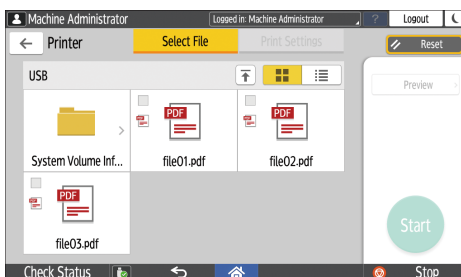 Machine Administrator
Logged in: Machine Administrator
?
Logout
Printer
Select File
Print Settings
Reset
USB
Preview
PDF
PDF
System Volume Inf...
file01.pdf
file02.pdf
PDF
file03.pdf
Start
Check Status
Stop